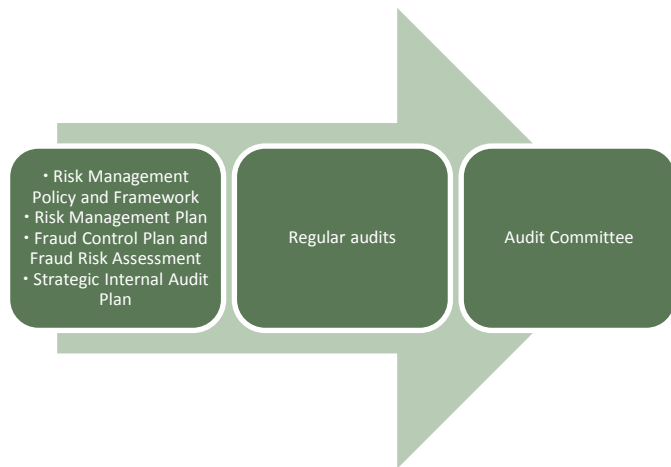 • Risk Management
Policy and Framework
• Risk Management Plan
• Fraud Control Plan and
Fraud Risk Assessment
• Strategic Internal Audit
Plan
Regular audits
Audit Committee